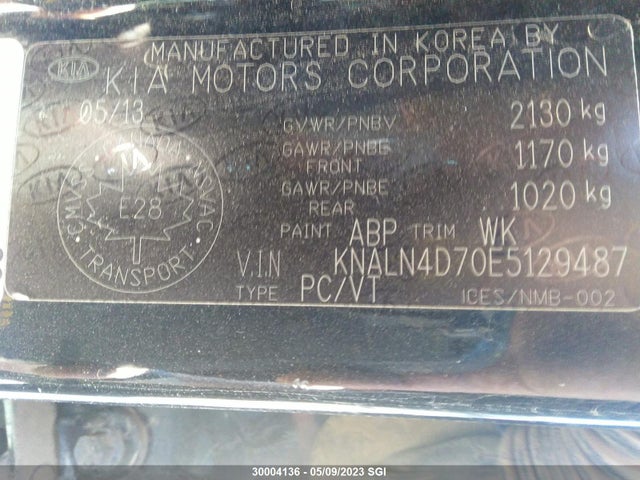 MANUFACTURED IN KOREA BY
KIA KIA MOTORS CORPORATION
05/13
GVWR/PNBV 2130 kg
GAWR/PNBE FRONT 1170 kg
GAWR/PNBE REAR 1020 kg
PAINT ABP TRIM WK
V.I.N KNALN4D70E5129487
TYPE PC/VT ICES/NMB-002
E28
TRANSPORT
30004136 - 05/09/2023 SGI